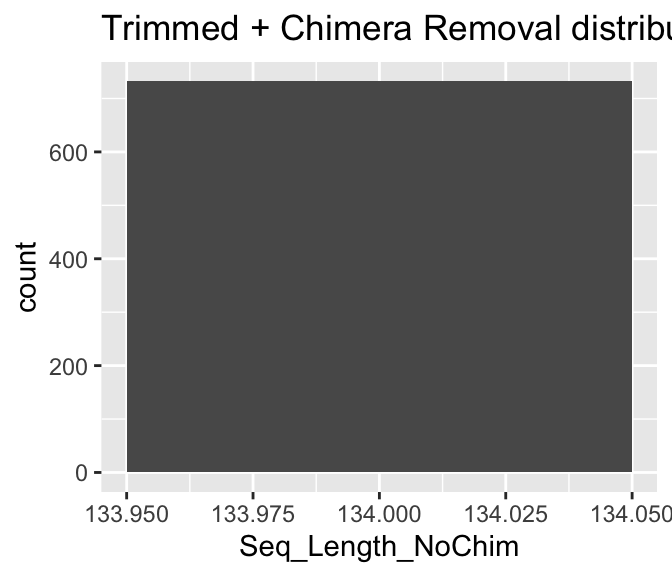 Trimmed + Chimera Removal distribu
600
400
200
0
count
133.950 133.975 134.000 134.025 134.050
Seq_Length_NoChim